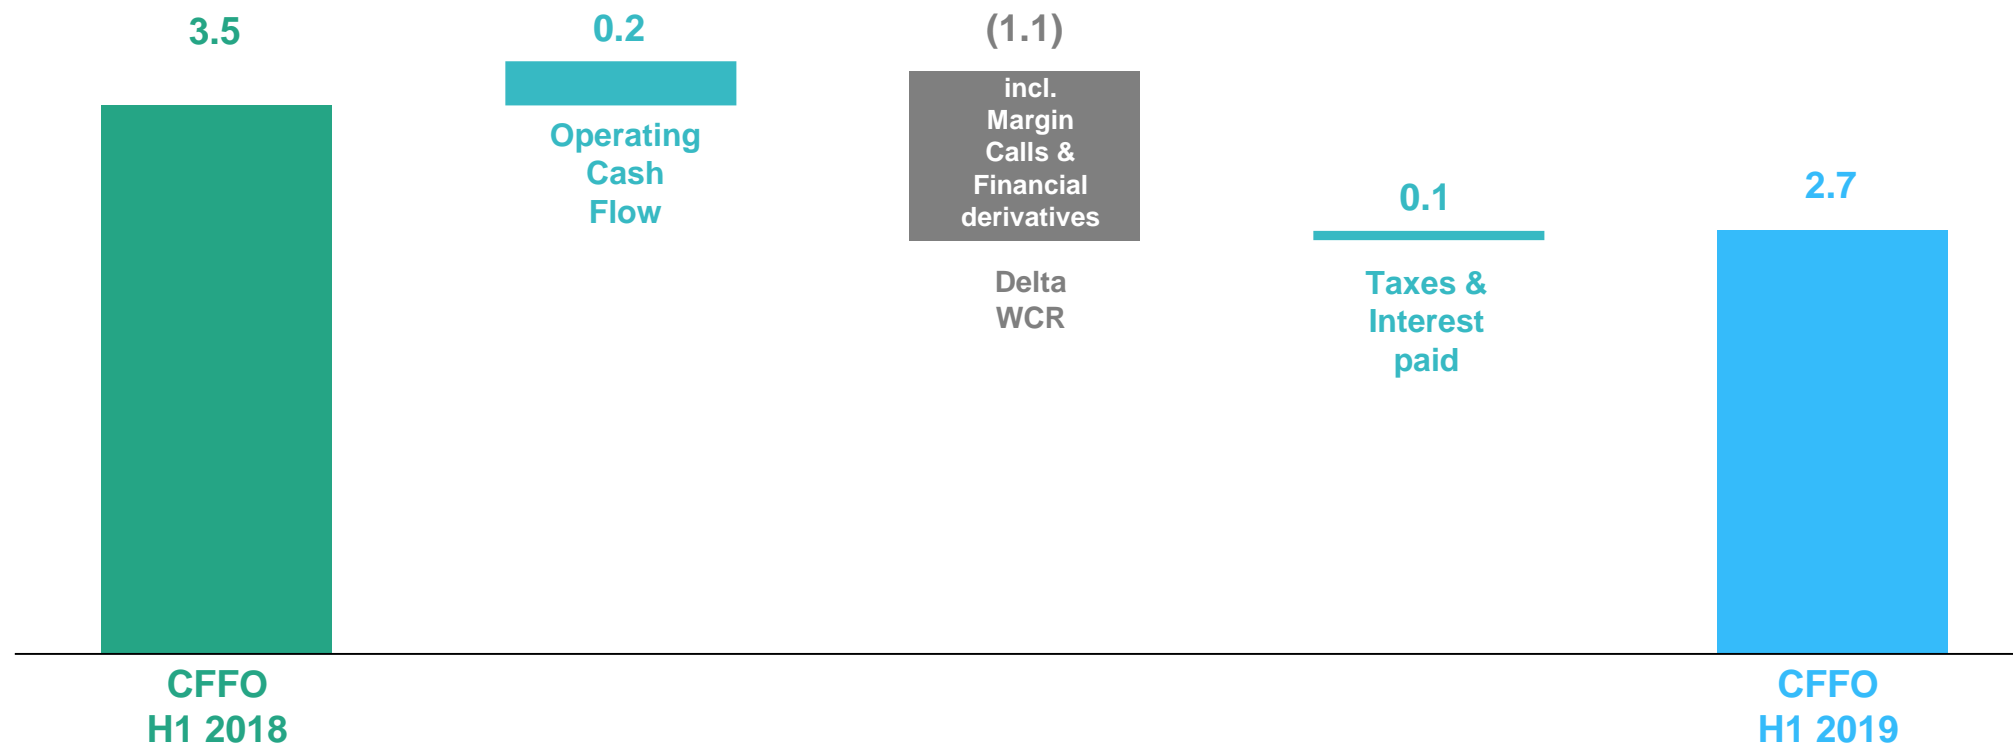 3.5
0.2
(1.1)
incl.
Margin
Calls &
Financial
derivatives
Operating
Cash
Flow
0.1
2.7
Delta
WCR
Taxes &
Interest
paid
CFFO
H1 2018
CFFO
H1 2019